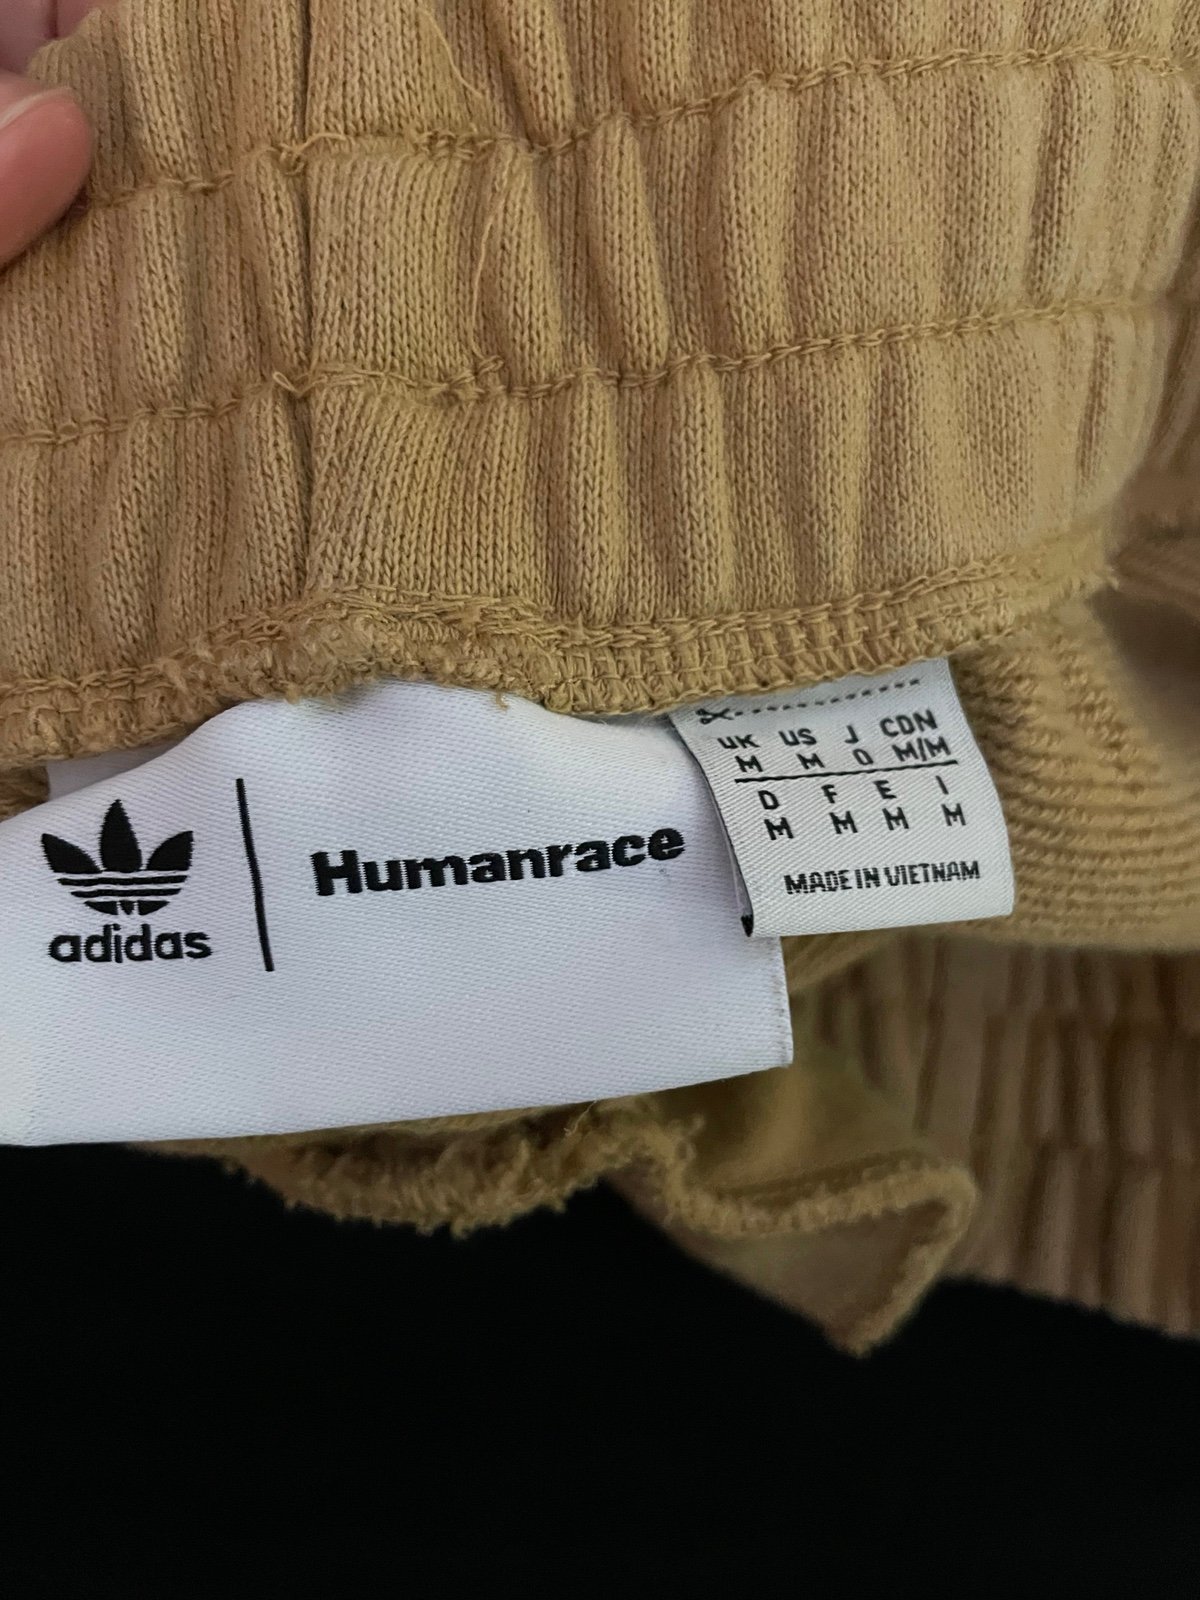 adidas
Humanrace
UK US J CDN
M M O M/M
D F E I
M M M M
MADE IN VIETNAM